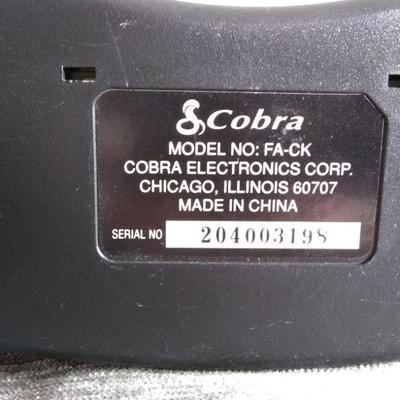 Cobra
MODEL NO: FA-CK
COBRA ELECTRONICS CORP.
CHICAGO, ILLINOIS 60707
MADE IN CHINA
SERIAL NO 204003198